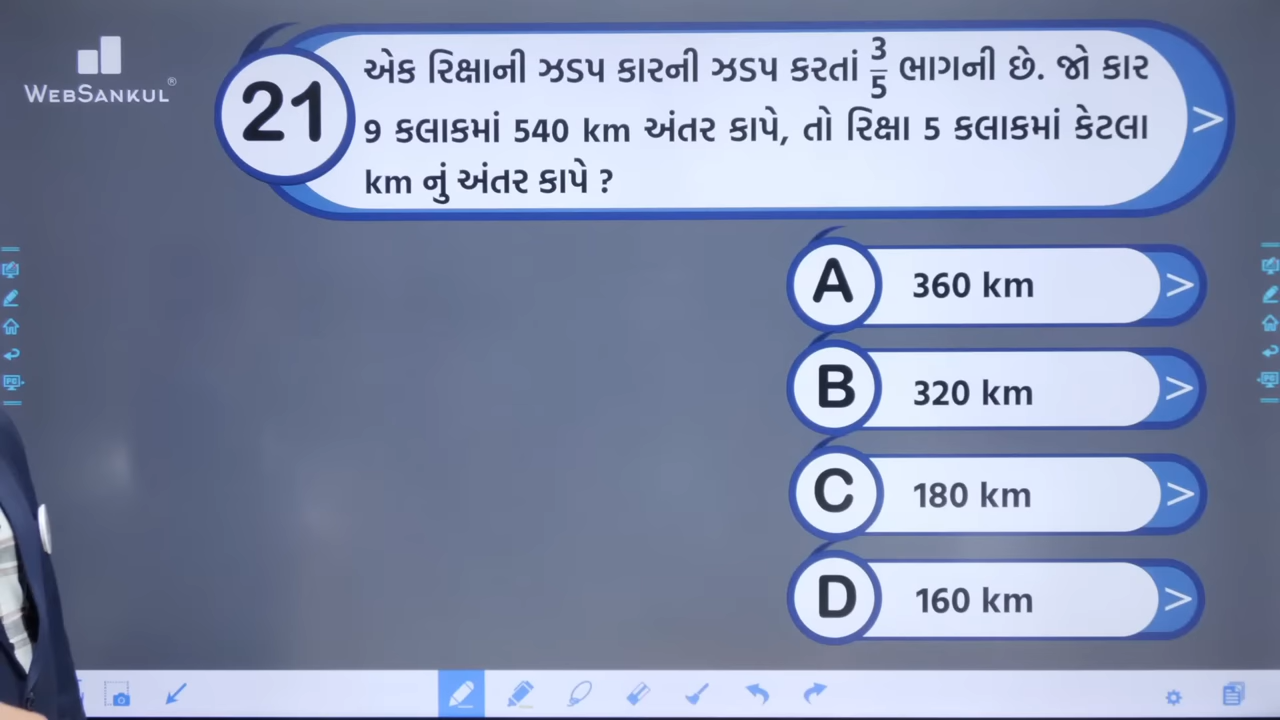 WEBSANKUL®
21
એક રિક્ષાની ઝડપ કારની ઝડપ કરતાં 3/5 ભાગની છે. જો કાર
9 કલાકમાં 540 km અંતર કાપે, તો રિક્ષા 5 કલાકમાં કેટલા
km નું અંતર કાપે ?
A 360 km
B 320 km
C 180 km
D 160 km